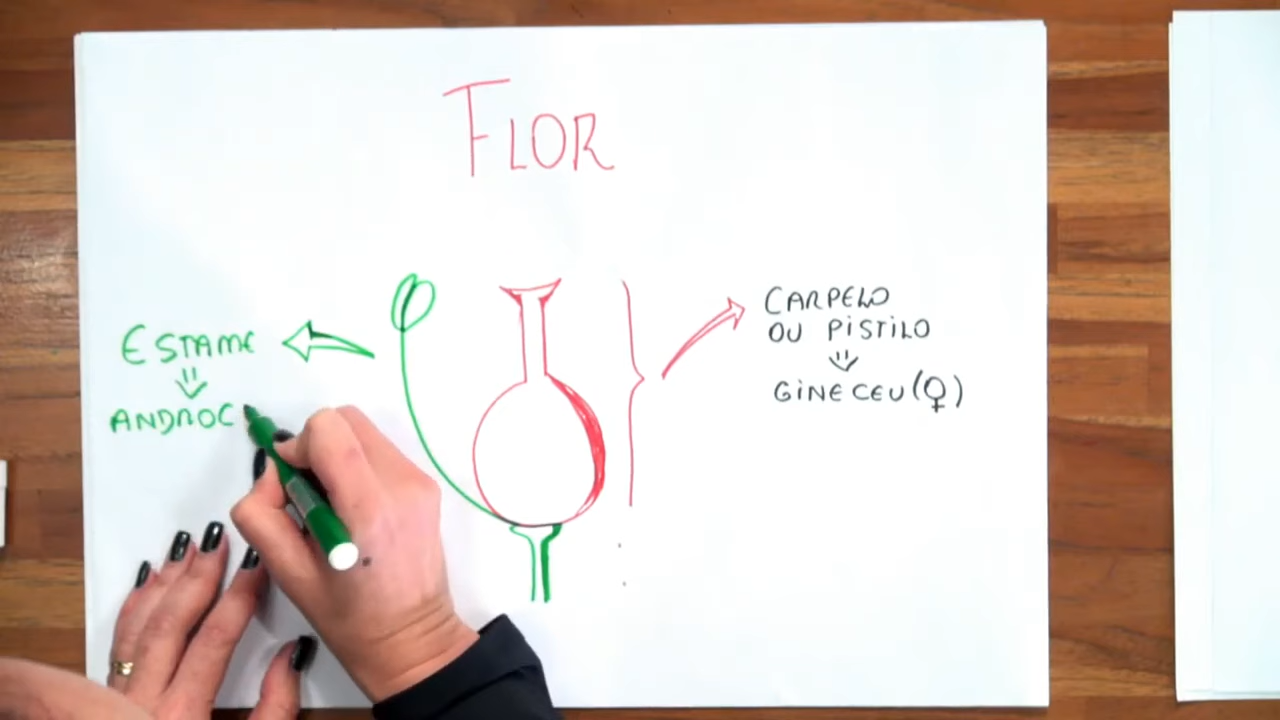 FLOR
ESTAME
ANDROC
CARPELO
OU PISTILO
GINECEU (♀)